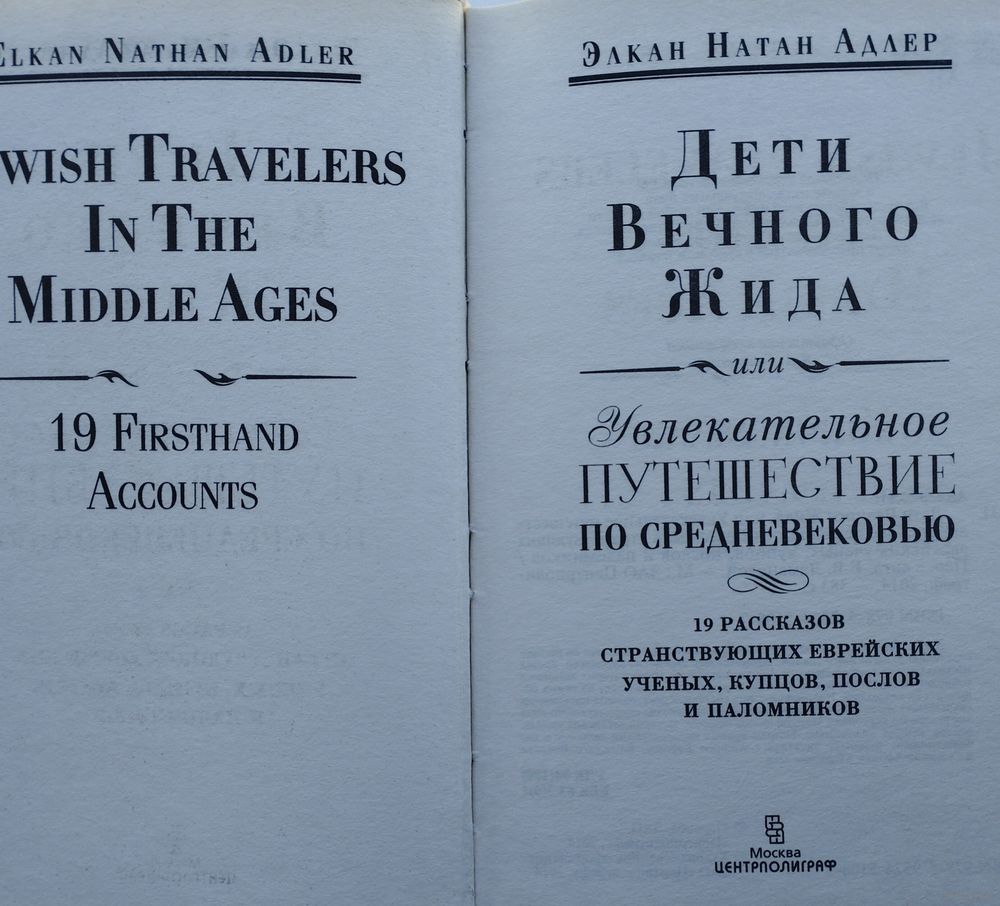 ELKAN NATHAN ADLER
WISH TRAVELERS
IN THE
MIDDLE AGES
19 FIRSTHAND
ACCOUNTS
ЭЛКАН НАТАН АДЛЕР
ДЕТИ
ВЕЧНОГО
ЖИДА
или
Увлекательное
ПУТЕШЕСТВИЕ
ПО СРЕДНЕВЕКОВЬЮ
19 РАССКАЗОВ
СТРАНСТВУЮЩИХ ЕВРЕЙСКИХ
УЧЕНЫХ, КУПЦОВ, ПОСЛОВ
И ПАЛОМНИКОВ
Москва
ЦЕНТРПОЛИГРАФ